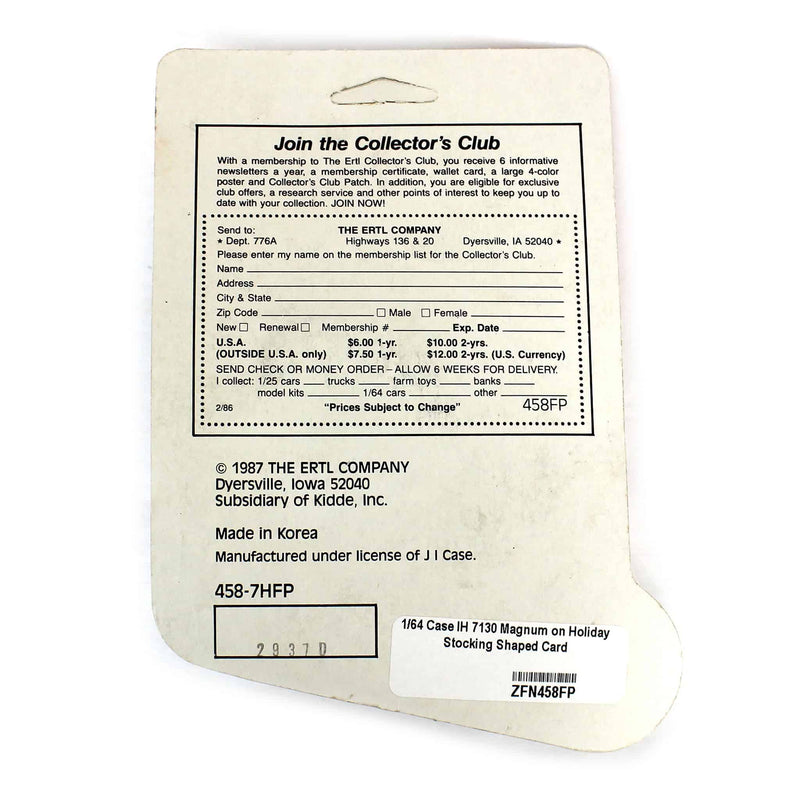 Join the Collector's Club
With a membership to The Ertl Collector's Club, you receive 6 informative
newsletters a year, a membership certificate, wallet card, a large 4-color
poster and Collector's Club Patch. In addition, you are eligible for exclusive
club offers, a research service and other points of interest to keep you up to
date with your collection. JOIN NOW!
Send to: THE ERTL COMPANY
★ Dept. 776A Highways 136 & 20 Dyersville, IA 52040 ★
Please enter my name on the membership list for the Collector's Club.
Name
Address
City & State
Zip Code ☐ Male ☐ Female
New ☐ Renewal ☐ Membership # Exp. Date
U.S.A. $6.00 1-yr. $10.00 2-yrs.
(OUTSIDE U.S.A. only) $7.50 1-yr. $12.00 2-yrs. (U.S. Currency)
SEND CHECK OR MONEY ORDER – ALLOW 6 WEEKS FOR DELIVERY.
I collect: 1/25 cars ____ trucks ____ farm toys ____ banks ____
model kits ____ 1/64 cars ____ other ____
2/86 "Prices Subject to Change" 458FP
© 1987 THE ERTL COMPANY
Dyersville, Iowa 52040
Subsidiary of Kidde, Inc.
Made in Korea
Manufactured under license of J I Case.
458-7HFP
2937D
1/64 Case IH 7130 Magnum on Holiday
Stocking Shaped Card
ZFN458FP